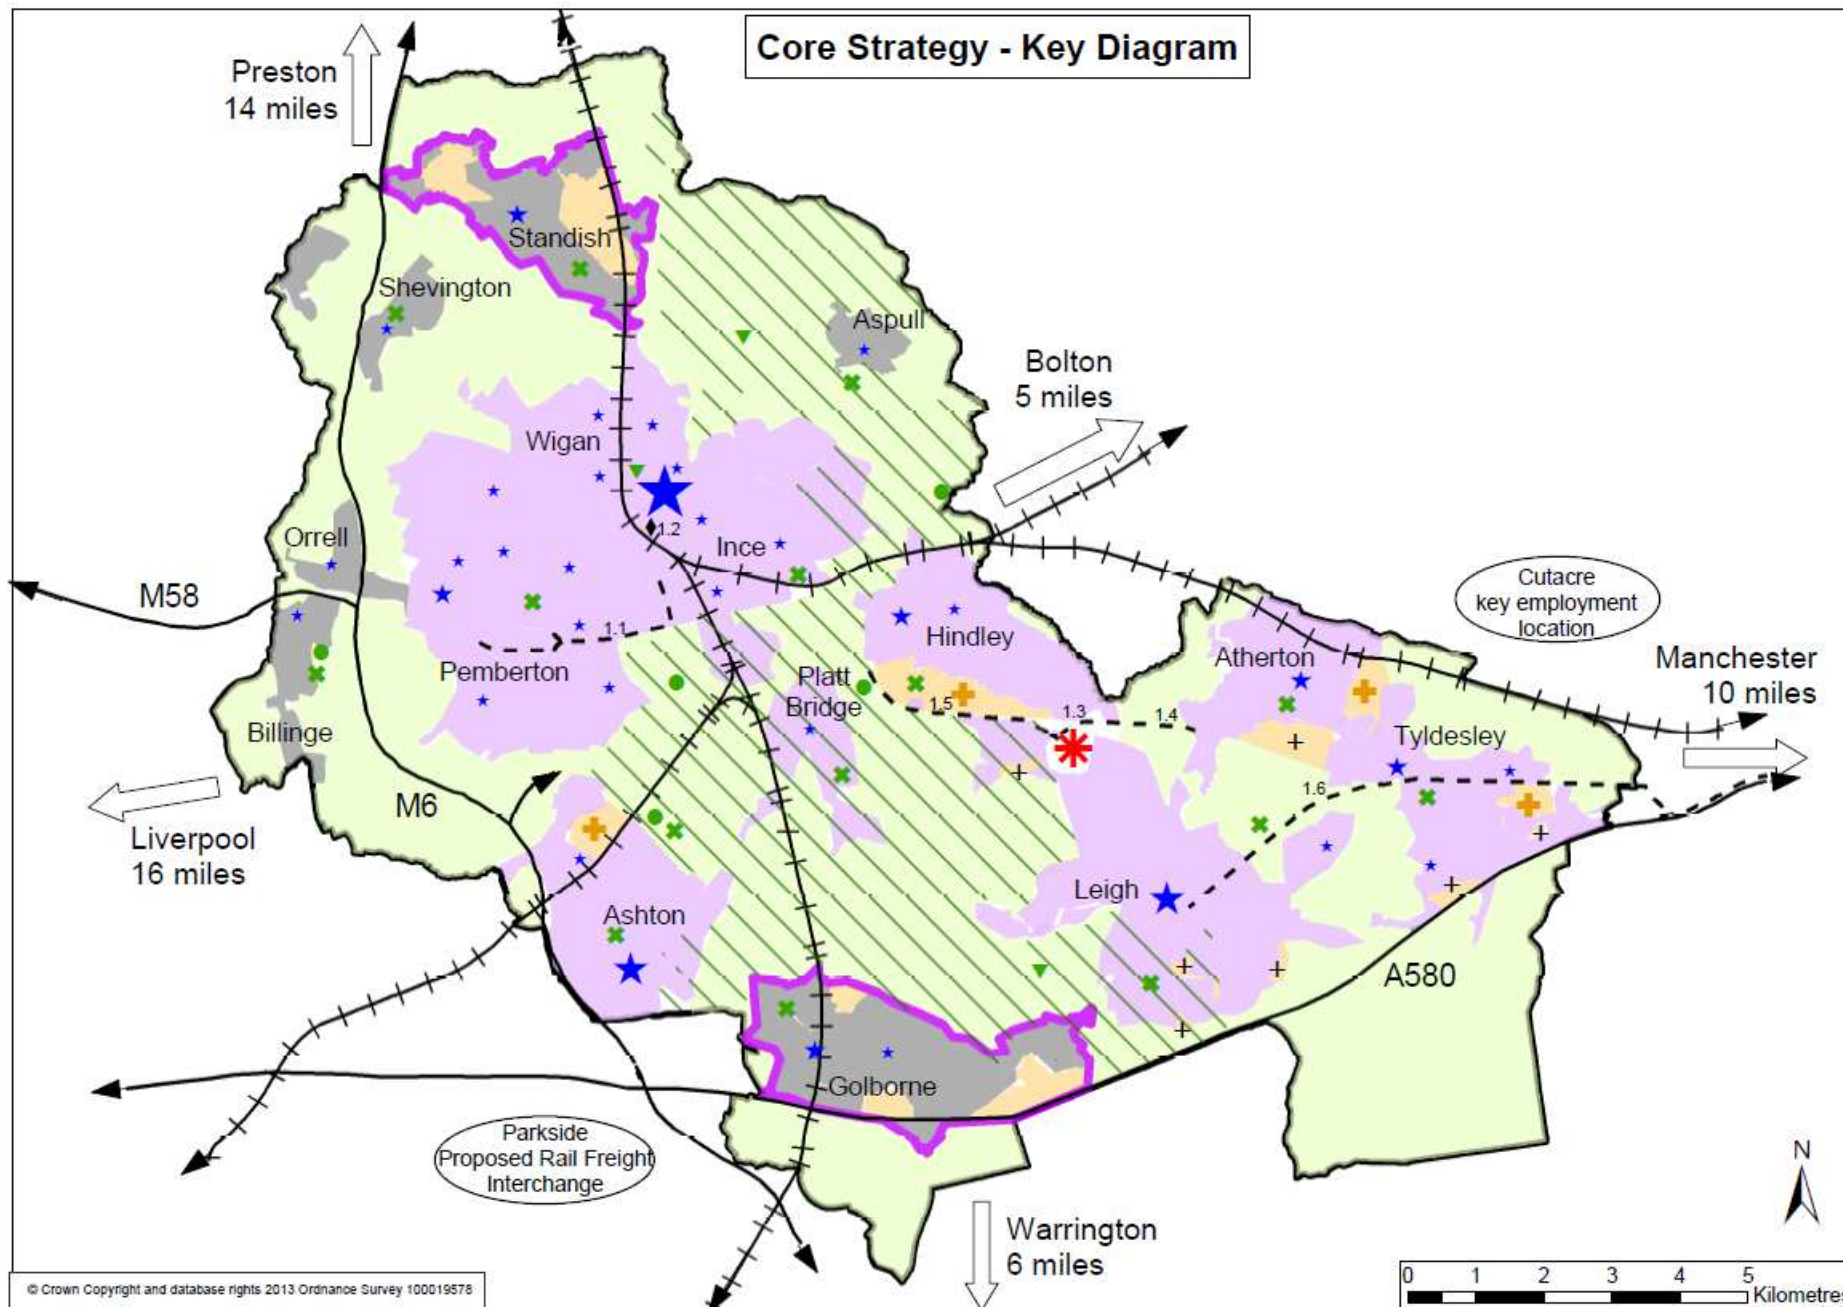 Core Strategy - Key Diagram
Preston
14 miles
Standish
Shevington
Aspull
Bolton
5 miles
Wigan
1.2
Ince
Orrell
M58
Cutacre
key employment
location
1.1
Hindley
Atherton
Manchester
10 miles
Pemberton
Platt
Bridge
1.5
1.3
1.4
Billinge
Tyldesley
M6
1.6
Liverpool
16 miles
Leigh
Ashton
A580
Golborne
Parkside
Proposed Rail Freight
Interchange
N
Warrington
6 miles
0 1 2 3 4 5
Kilometres
© Crown Copyright and database rights 2013 Ordnance Survey 100019578